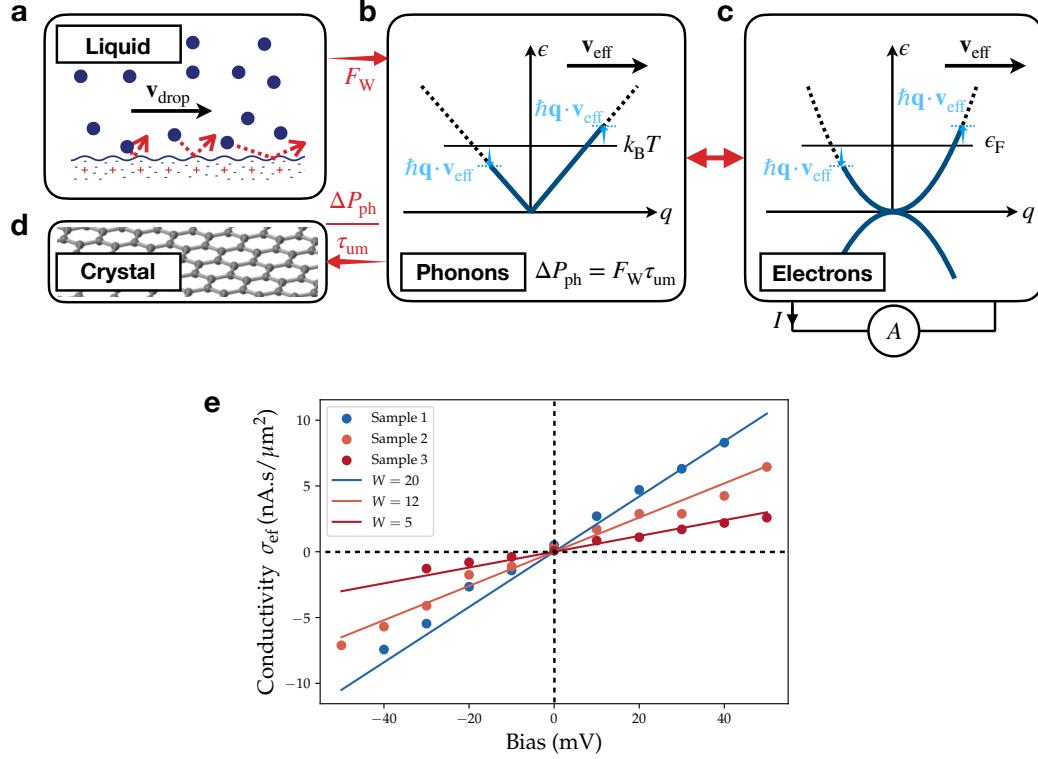 a
Liquid
v_drop
F_W
b
ϵ
v_eff
ħq · v_eff
ħq · v_eff
k_B T
q
Phonons
ΔP_ph = F_W τ_um
c
ϵ
v_eff
ħq · v_eff
ħq · v_eff
ϵ_F
q
Electrons
I
A
d
Crystal
ΔP_ph
τ_um
e
Conductivity σ_ef (nA.s/μm²)
10
5
0
−5
−10
Sample 1
Sample 2
Sample 3
W = 20
W = 12
W = 5
−40 −20 0 20 40
Bias (mV)